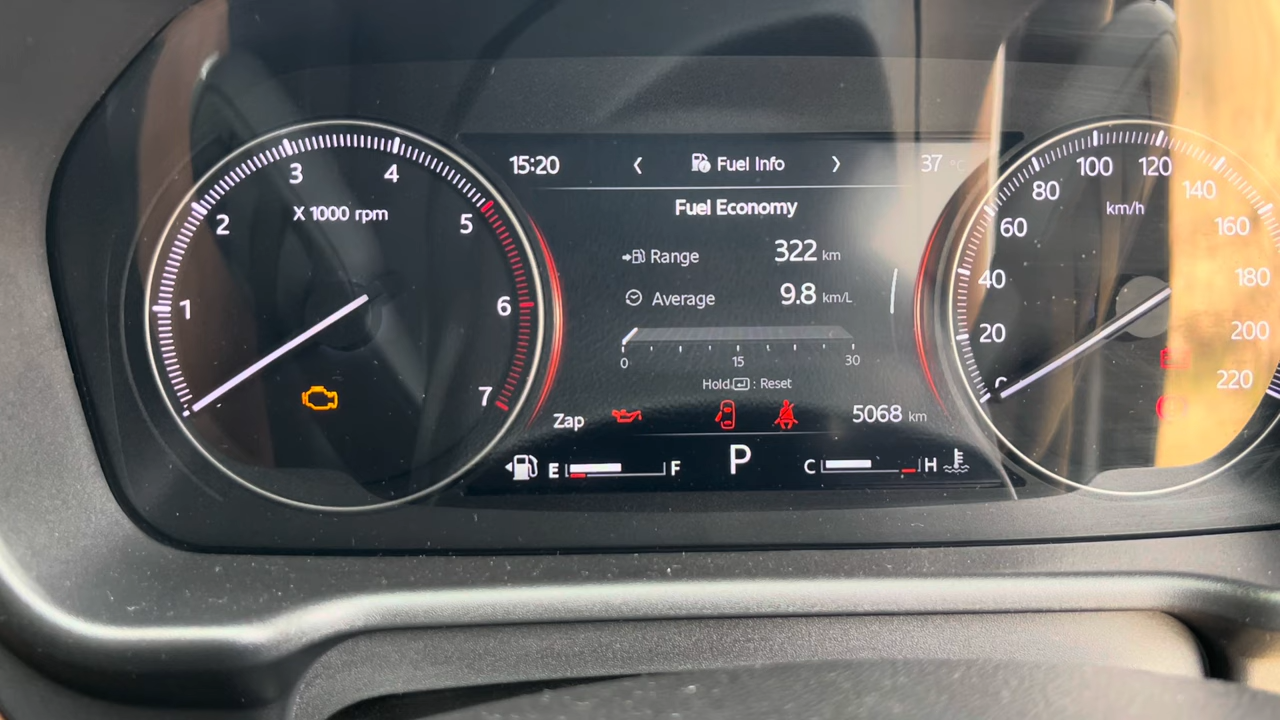 15:20 Fuel Info 37 °C
Fuel Economy
Range 322 km
Average 9.8 km/L
0 15 30
Hold : Reset
Zap 5068 km
E F P C H
1 2 3 4 5 6 7
X 1000 rpm
0 20 40 60 80 100 120 140 160 180 200 220
km/h